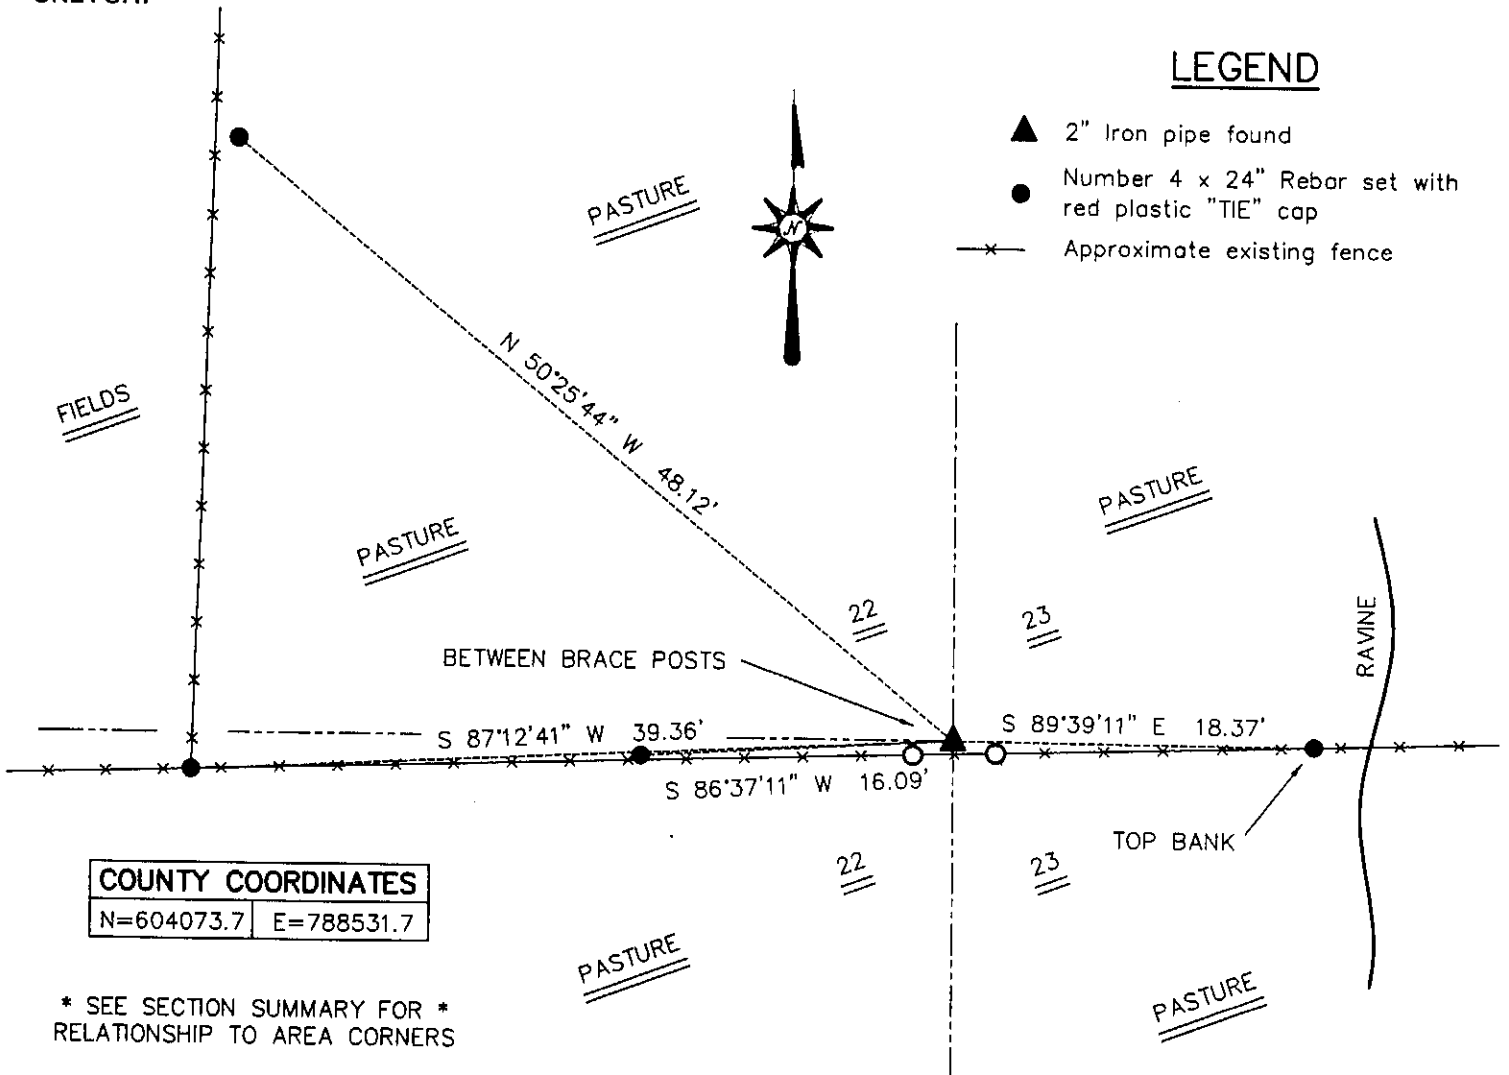 LEGEND
2" Iron pipe found
Number 4 x 24" Rebar set with
red plastic "TIE" cap
Approximate existing fence
N
PASTURE
FIELDS
N 50°25'44" W 48.12'
PASTURE
PASTURE
22
23
RAVINE
BETWEEN BRACE POSTS
S 87°12'41" W 39.36'
S 89°39'11" E 18.37'
S 86°37'11" W 16.09'
TOP BANK
22
23
COUNTY COORDINATES
N=604073.7 E=788531.7
PASTURE
PASTURE
* SEE SECTION SUMMARY FOR *
RELATIONSHIP TO AREA CORNERS